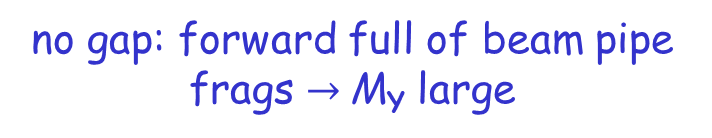 no gap: forward full of beam pipe
frags → My large